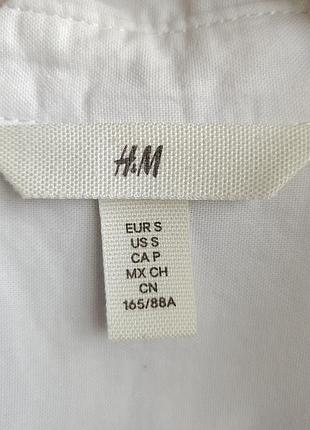 H&M
EUR S
US S
CA P
MX CH
CN
165/88A